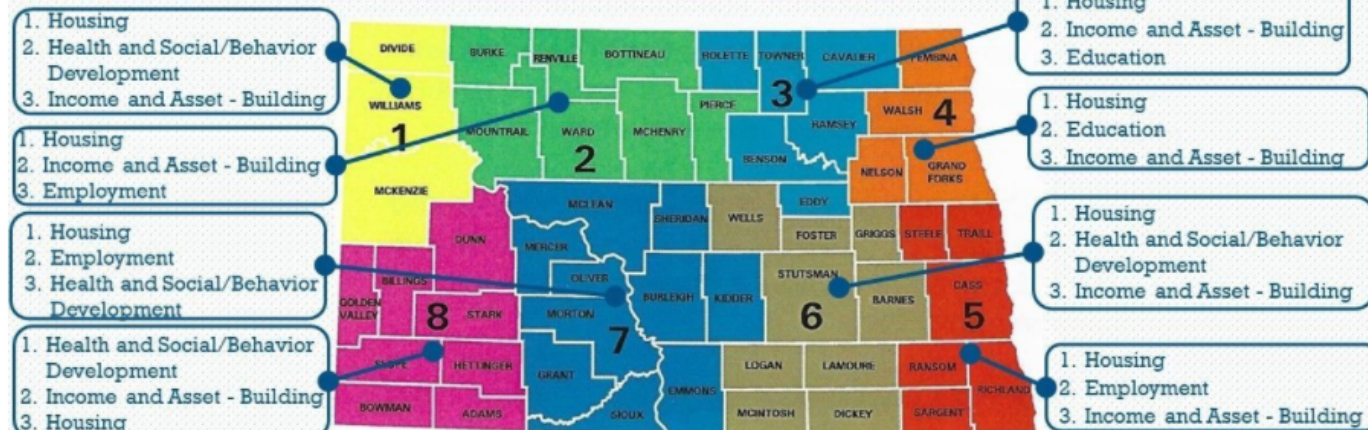 1. Housing
2. Health and Social/Behavior
Development
3. Income and Asset - Building
1. Housing
2. Income and Asset - Building
3. Employment
1. Housing
2. Employment
3. Health and Social/Behavior
Development
1. Health and Social/Behavior
Development
2. Income and Asset - Building
3. Housing
DIVIDE
BURKE
RENVILLE
BOTTINEAU
ROLETTE
TOWNER
CAVALIER
PEMBINA
WILLIAMS
1
MOUNTRAIL
WARD
2
MCHENRY
PIERCE
3
RAMSEY
WALSH
4
BENSON
NELSON
GRAND
FORKS
MCKENZIE
MCLEAN
SHERIDAN
WELLS
EDDY
FOSTER
GRIGGS
STEELE
TRAILL
DUNN
MERCER
OLIVER
BURLEIGH
KIDDER
STUTSMAN
6
BARNES
CASS
5
BILLINGS
GOLDEN
VALLEY
8
STARK
MORTON
7
SLOPE
HETTINGER
GRANT
EMMONS
LOGAN
LAMOURE
RANSOM
RICHLAND
BOWMAN
ADAMS
SIOUX
MCINTOSH
DICKEY
SARGENT
1. Housing
2. Income and Asset - Building
3. Education
1. Housing
2. Education
3. Income and Asset - Building
1. Housing
2. Health and Social/Behavior
Development
3. Income and Asset - Building
1. Housing
2. Employment
3. Income and Asset - Building